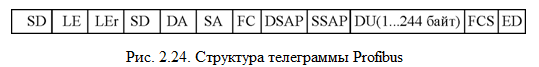 SD LE LEr SD DA SA FC DSAP SSAP DU(1...244 байт) FCS ED
Рис. 2.24. Структура телеграммы Profibus